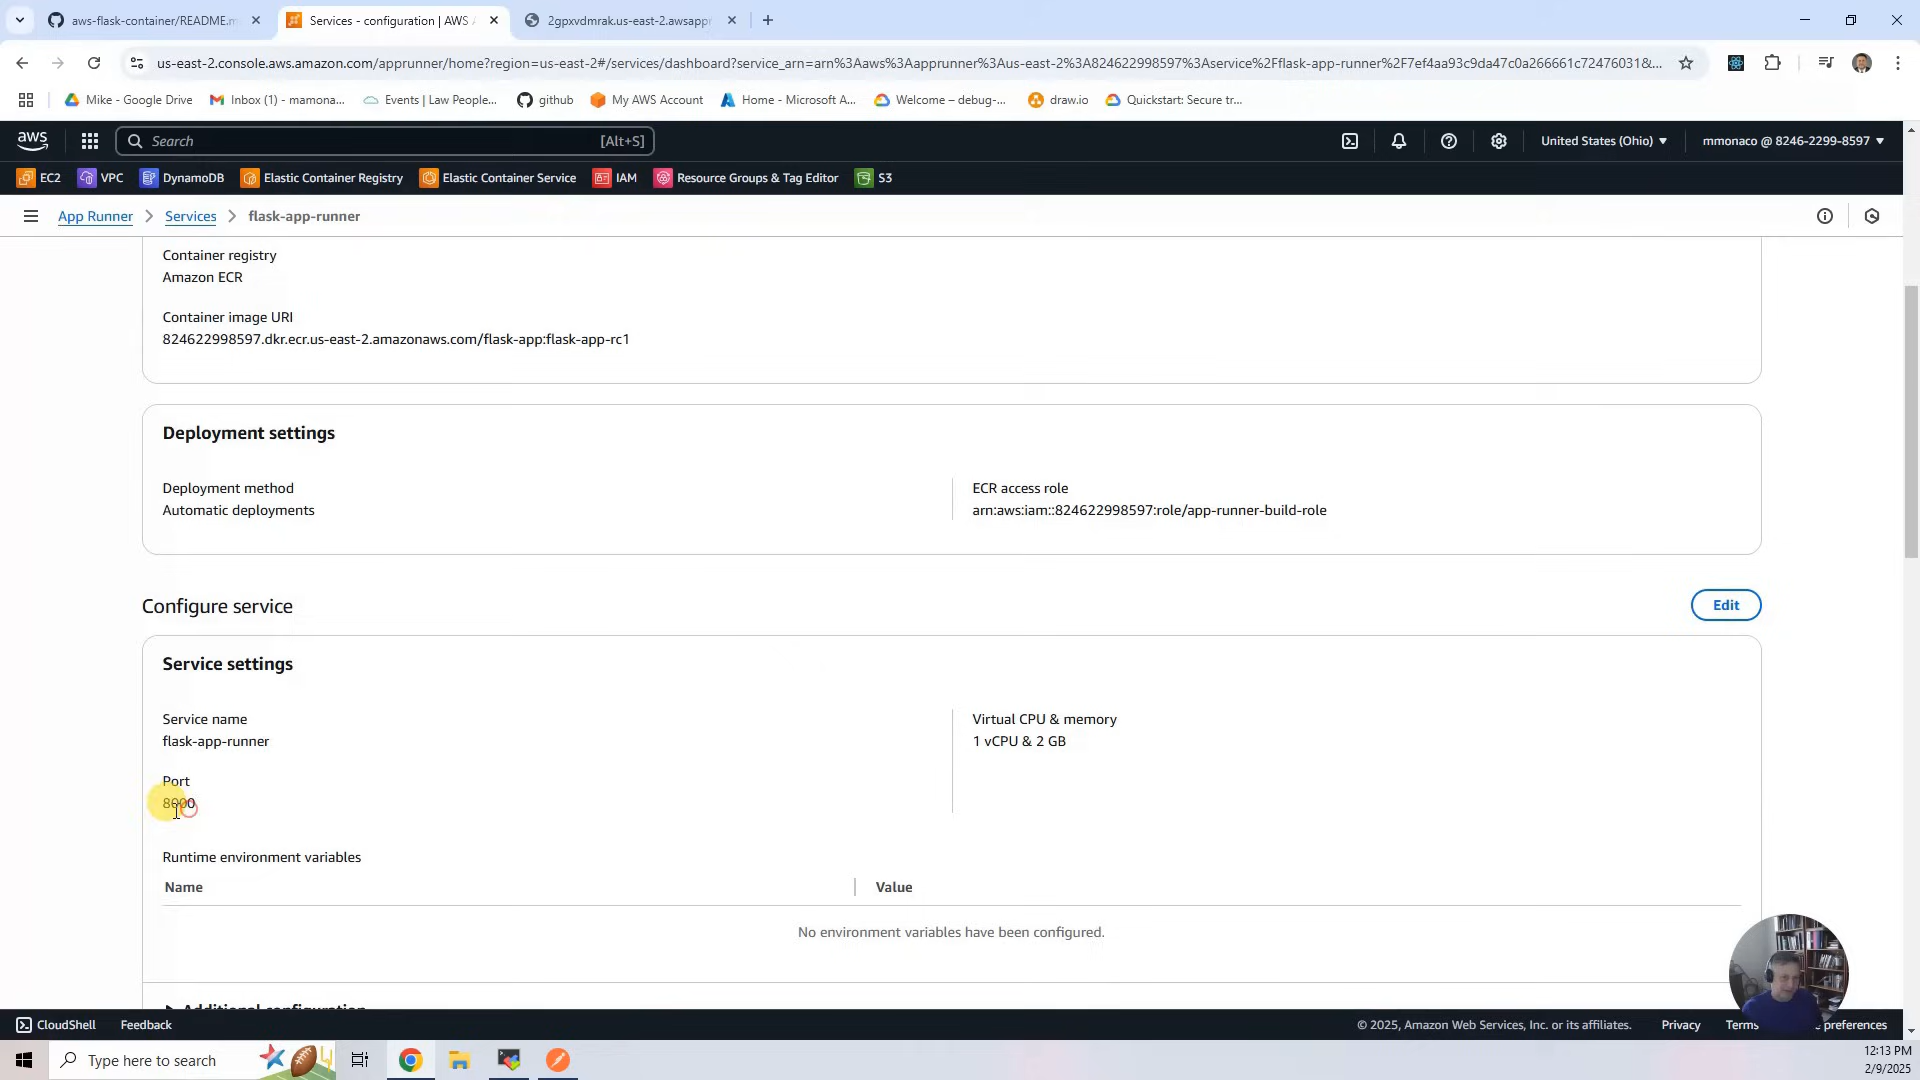 aws-flask-container/README.m
Services - configuration | AWS
2gpxvdmrak.us-east-2.awsappr
us-east-2.console.aws.amazon.com/apprunner/home?region=us-east-2#/services/dashboard?service_arn=arn%3Aaws%3Aapprunner%3Aus-east-2%3A824622998597%3Aservice%2Fflask-app-runner%2F7ef4aa93c9da47c0a266661c72476031&...
Mike - Google Drive
Inbox (1) - mamona...
Events | Law People...
github
My AWS Account
Home - Microsoft A...
Welcome – debug-...
draw.io
Quickstart: Secure tr...
aws
Search
[Alt+S]
United States (Ohio)
mmonaco @ 8246-2299-8597
EC2
VPC
DynamoDB
Elastic Container Registry
Elastic Container Service
IAM
Resource Groups & Tag Editor
S3
App Runner
Services
flask-app-runner
Container registry
Amazon ECR
Container image URI
824622998597.dkr.ecr.us-east-2.amazonaws.com/flask-app:flask-app-rc1
Deployment settings
Deployment method
Automatic deployments
ECR access role
arn:aws:iam::824622998597:role/app-runner-build-role
Configure service
Edit
Service settings
Service name
flask-app-runner
Virtual CPU & memory
1 vCPU & 2 GB
Port
8000
Runtime environment variables
Name
Value
No environment variables have been configured.
Additional configuration
CloudShell
Feedback
© 2025, Amazon Web Services, Inc. or its affiliates.
Privacy
Terms
preferences
Type here to search
12:13 PM
2/9/2025